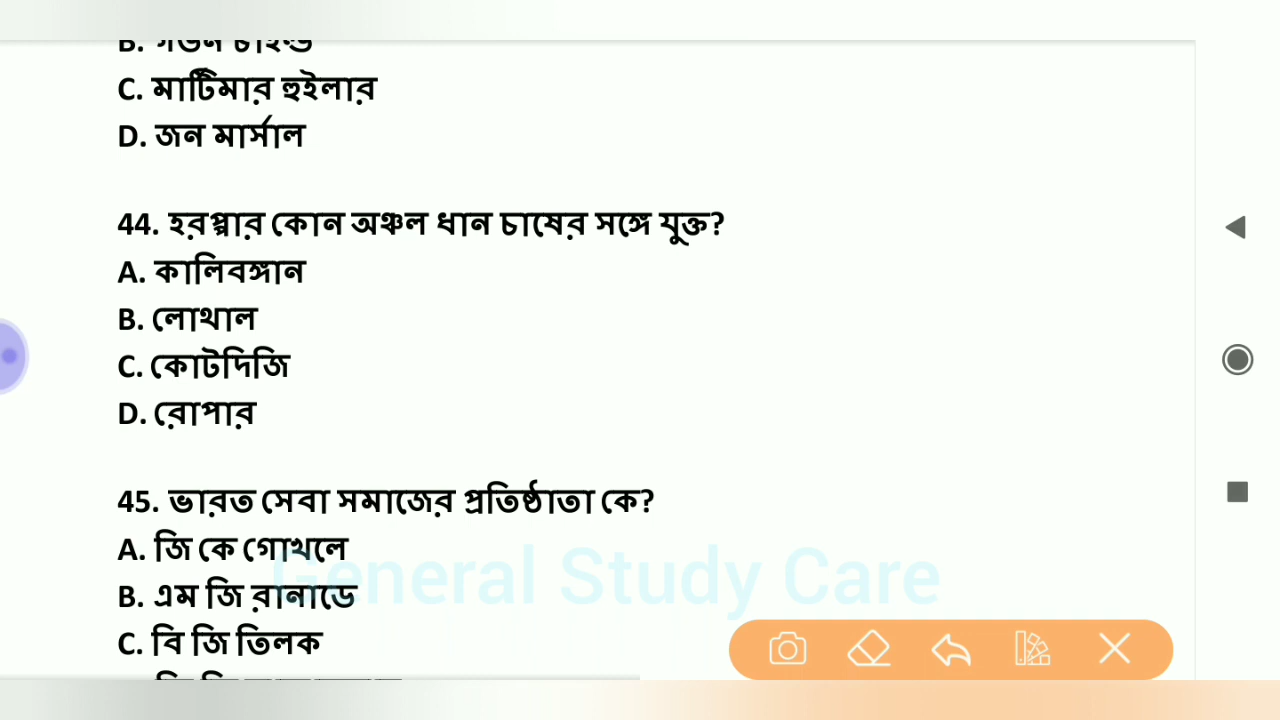 C. মার্টিমার হুইলার
D. জন মার্সাল
44. হরপ্পার কোন অঞ্চল ধান চাষের সঙ্গে যুক্ত?
A. কালিবঙ্গান
B. লোথাল
C. কোটদিজি
D. রোপার
45. ভারত সেবা সমাজের প্রতিষ্ঠাতা কে?
A. জি কে গোখলে
General Study Care
B. এম জি রানাডে
C. বি জি তিলক